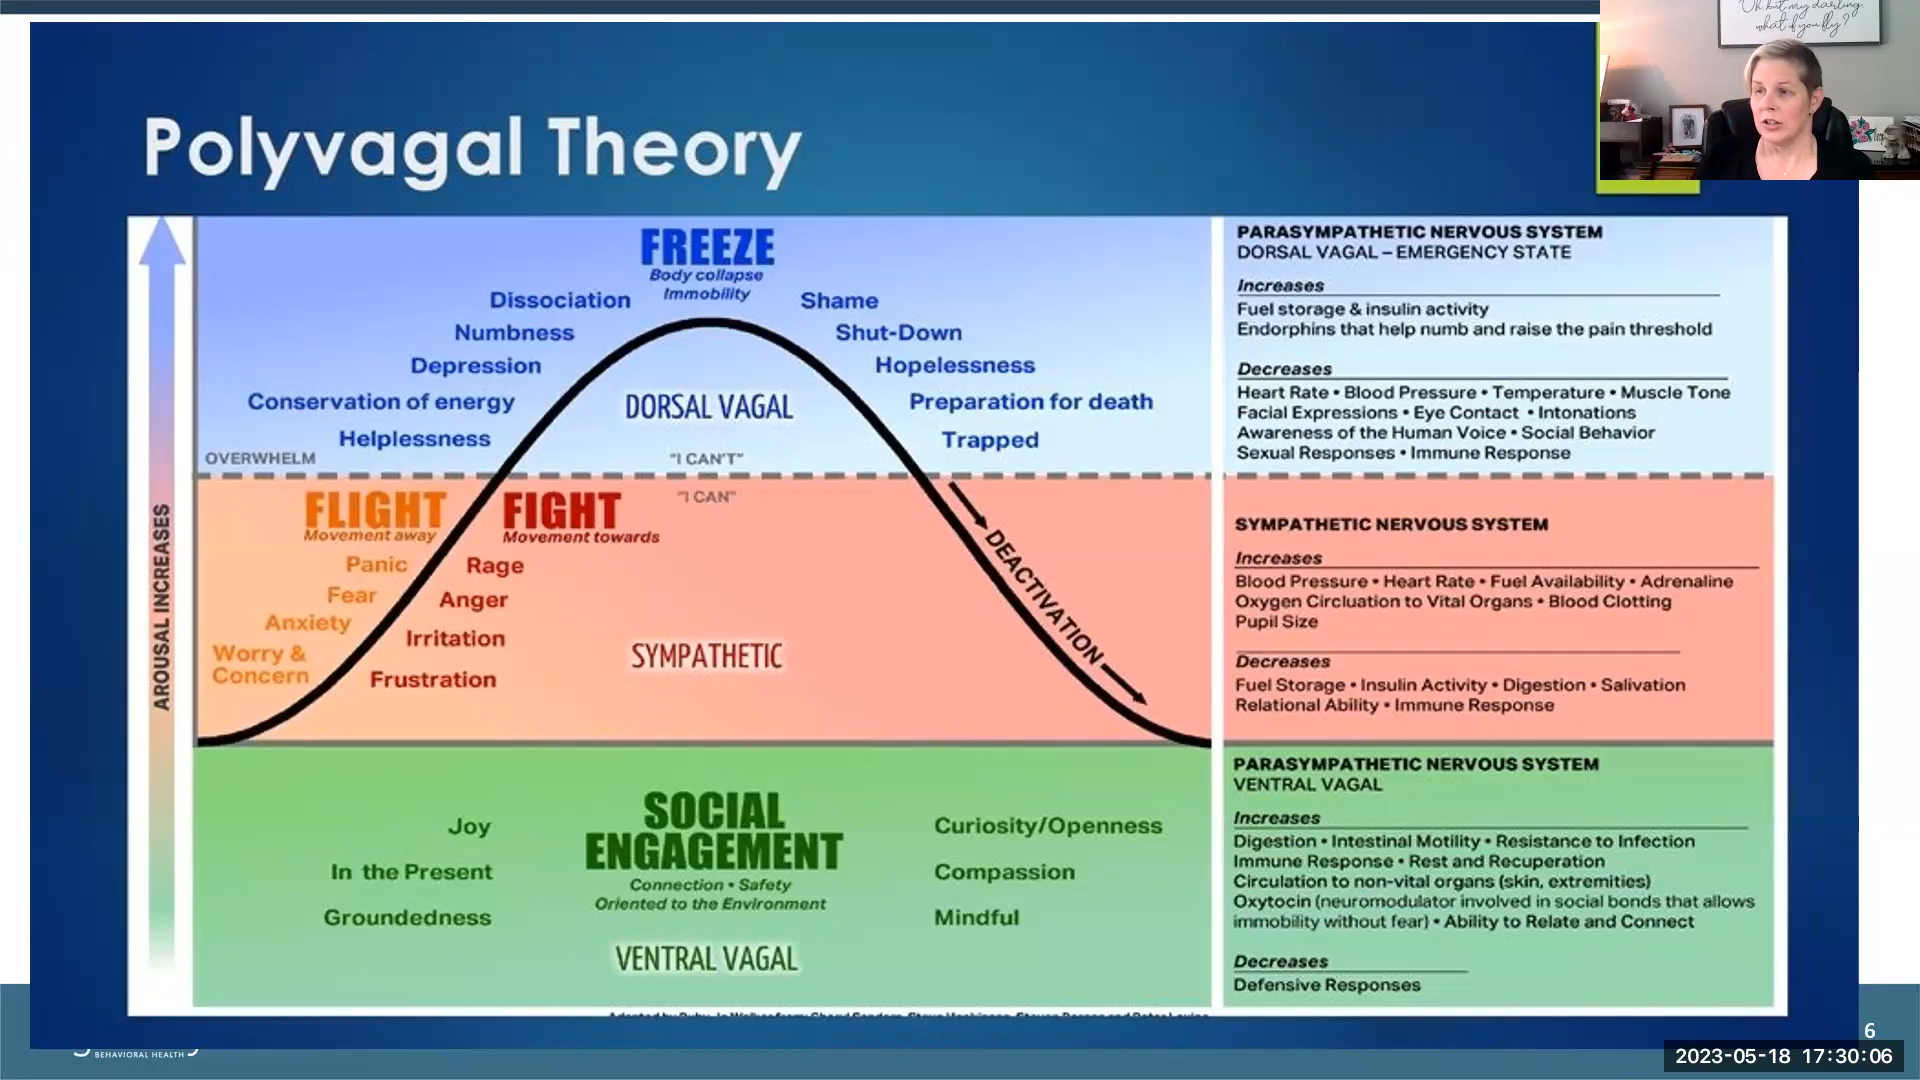 Oh but my darling,
what if you fly?
Polyvagal Theory
AROUSAL INCREASES
FREEZE
Body collapse
Immobility
Dissociation
Numbness
Depression
Conservation of energy
Helplessness
Shame
Shut-Down
Hopelessness
Preparation for death
Trapped
DORSAL VAGAL
OVERWHELM
"I CAN'T"
"I CAN"
FLIGHT
Movement away
Panic
Fear
Anxiety
Worry &
Concern
FIGHT
Movement towards
Rage
Anger
Irritation
Frustration
SYMPATHETIC
DEACTIVATION
SOCIAL
ENGAGEMENT
Connection • Safety
Oriented to the Environment
Joy
In the Present
Groundedness
Curiosity/Openness
Compassion
Mindful
VENTRAL VAGAL
PARASYMPATHETIC NERVOUS SYSTEM
DORSAL VAGAL – EMERGENCY STATE
Increases
Fuel storage & insulin activity
Endorphins that help numb and raise the pain threshold
Decreases
Heart Rate • Blood Pressure • Temperature • Muscle Tone
Facial Expressions • Eye Contact • Intonations
Awareness of the Human Voice • Social Behavior
Sexual Responses • Immune Response
SYMPATHETIC NERVOUS SYSTEM
Increases
Blood Pressure • Heart Rate • Fuel Availability • Adrenaline
Oxygen Circluation to Vital Organs • Blood Clotting
Pupil Size
Decreases
Fuel Storage • Insulin Activity • Digestion • Salivation
Relational Ability • Immune Response
PARASYMPATHETIC NERVOUS SYSTEM
VENTRAL VAGAL
Increases
Digestion • Intestinal Motility • Resistance to Infection
Immune Response • Rest and Recuperation
Circulation to non-vital organs (skin, extremities)
Oxytocin (neuromodulator involved in social bonds that allows
immobility without fear) • Ability to Relate and Connect
Decreases
Defensive Responses
BEHAVIORAL HEALTH
6
2023-05-18 17:30:06